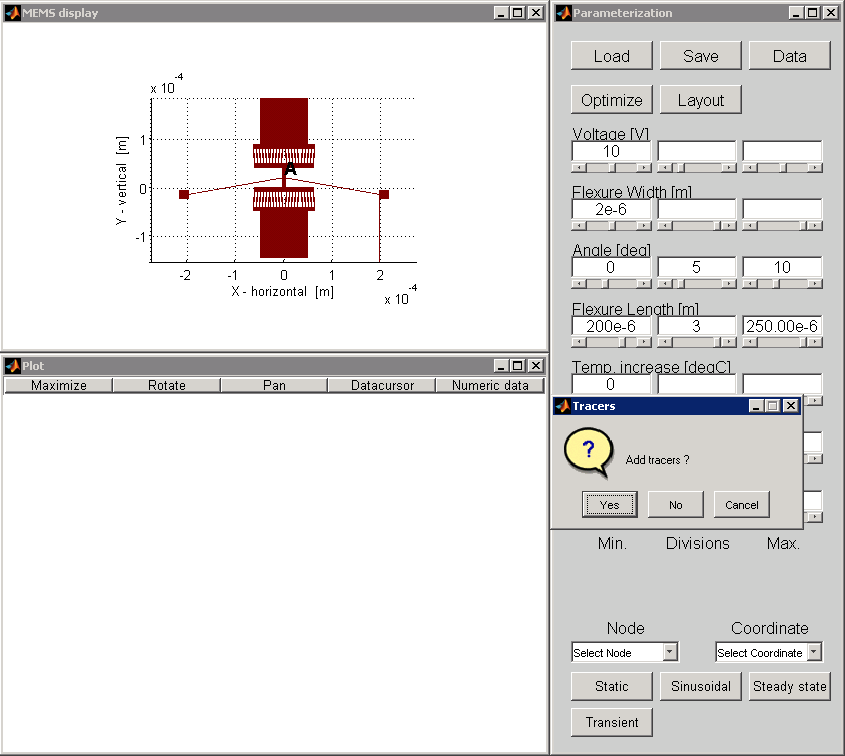 MEMS display
x 10^-4
1
0
-1
Y - vertical [m]
A
-2
-1
0
1
2
X - horizontal [m]
x 10^-4
Plot
Maximize Rotate Pan Datacursor Numeric data
Parameterization
Load Save Data
Optimize Layout
Voltage [V]
10
Flexure Width [m]
2e-6
Angle [deg]
0 5 10
Flexure Length [m]
200e-6 3 250.00e-6
Temp. increase [degC]
0
Tracers
?
Add tracers ?
Yes No Cancel
Min. Divisions Max.
Node Coordinate
Select Node Select Coordinate
Static Sinusoidal Steady state
Transient